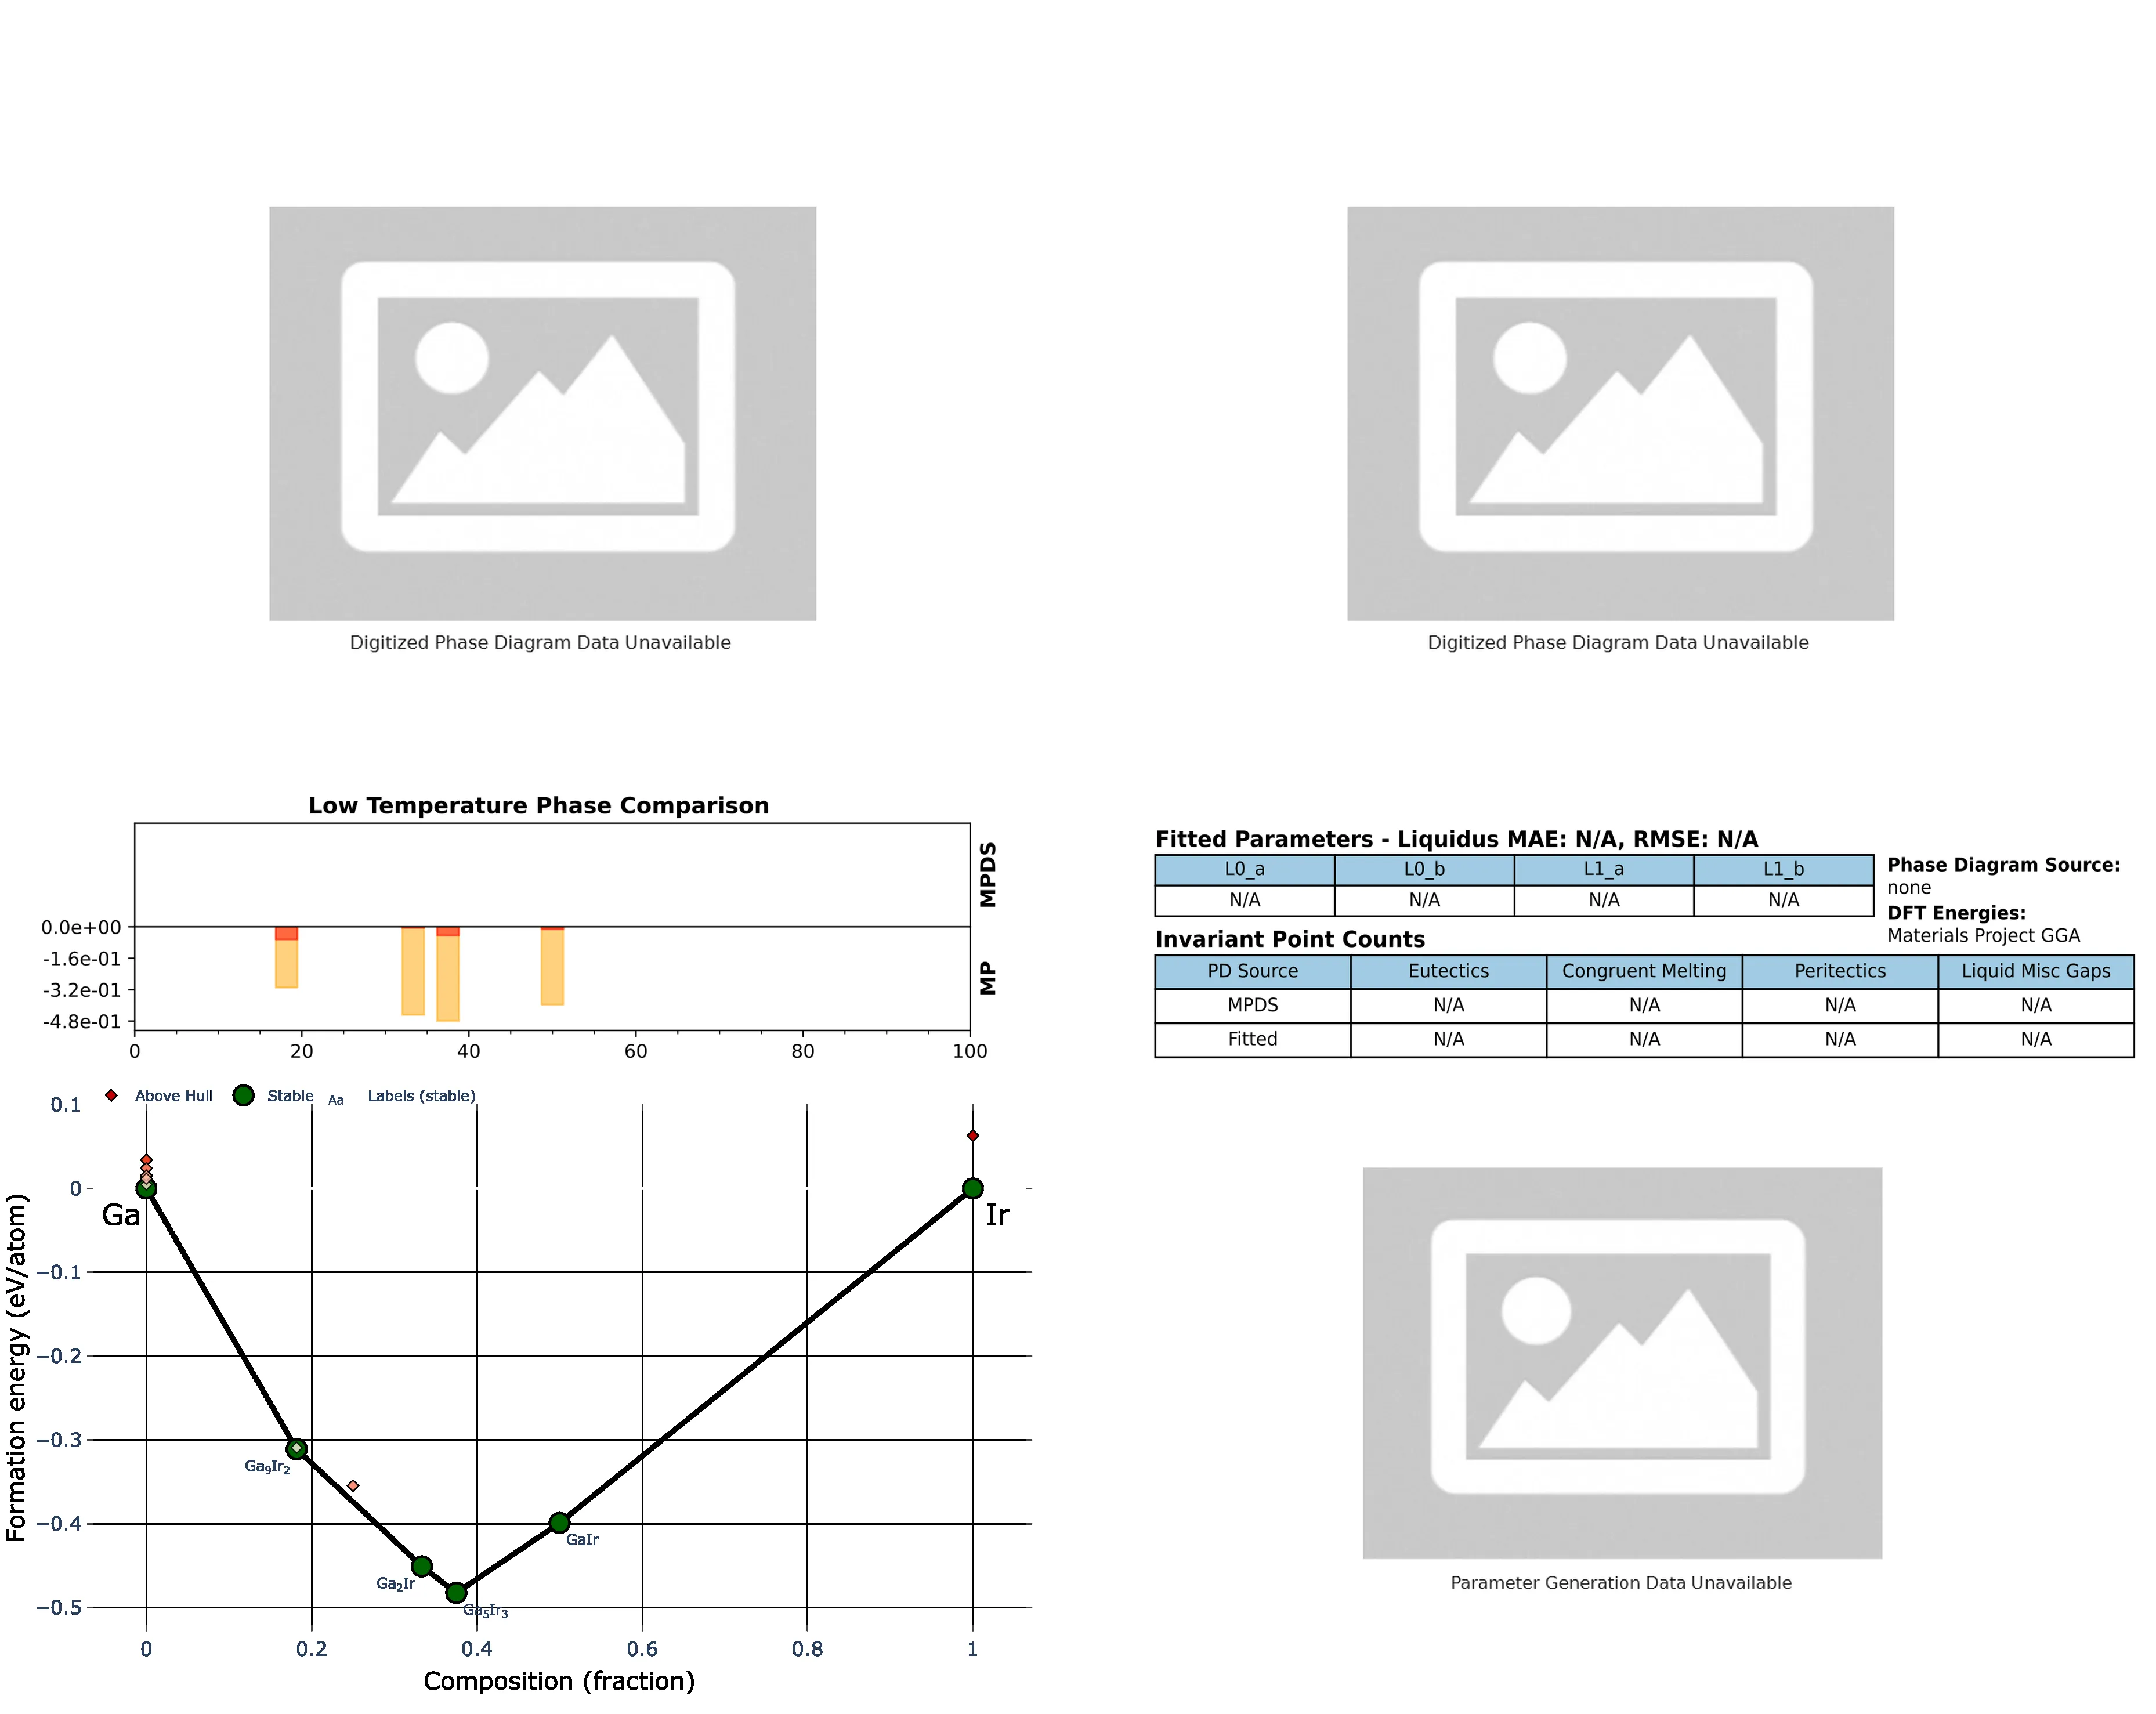 Digitized Phase Diagram Data Unavailable
Digitized Phase Diagram Data Unavailable
Low Temperature Phase Comparison
MPDS
MP
0.0e+00
-1.6e-01
-3.2e-01
-4.8e-01
0 20 40 60 80 100
Fitted Parameters - Liquidus MAE: N/A, RMSE: N/A
L0_a L0_b L1_a L1_b
N/A N/A N/A N/A
Phase Diagram Source:
none
DFT Energies:
Materials Project GGA
Invariant Point Counts
PD Source Eutectics Congruent Melting Peritectics Liquid Misc Gaps
MPDS N/A N/A N/A N/A
Fitted N/A N/A N/A N/A
Above Hull Stable Aa Labels (stable)
Formation energy (eV/atom)
0.1
0
−0.1
−0.2
−0.3
−0.4
−0.5
Ga
Ir
Ga₉Ir₂
GaIr
Ga₂Ir
Ga₅Ir₃
0 0.2 0.4 0.6 0.8 1
Composition (fraction)
Parameter Generation Data Unavailable